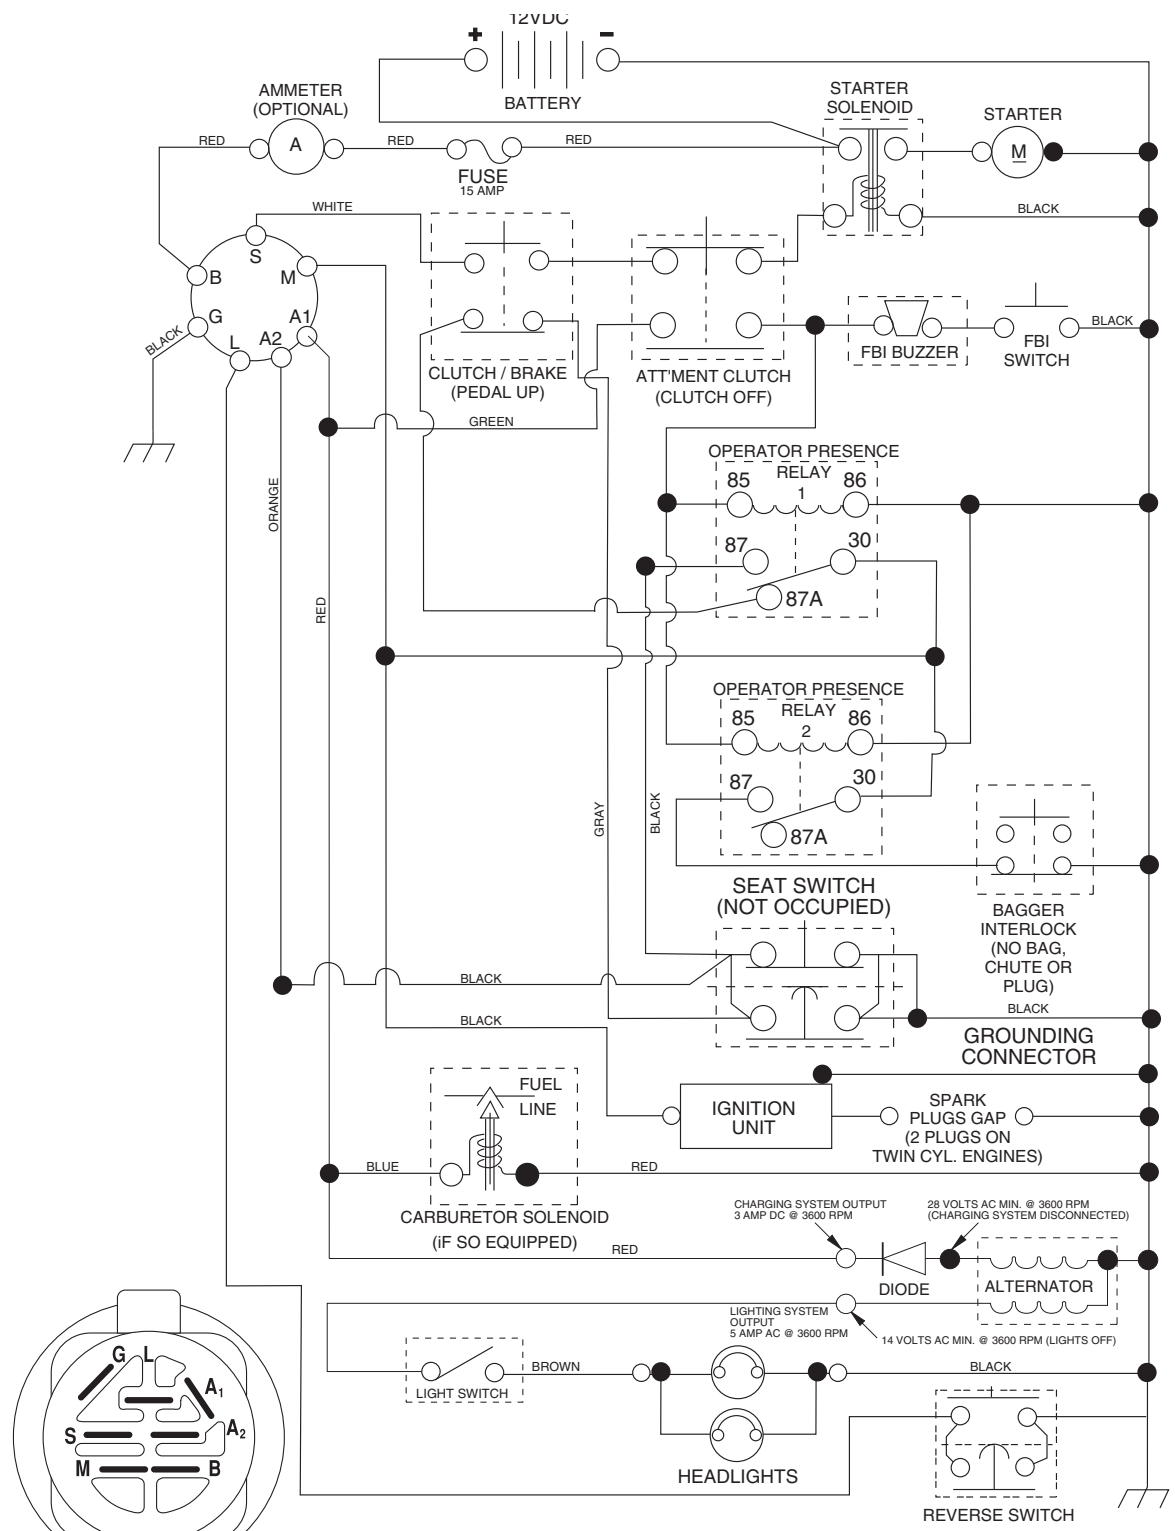 12VDC
+
−
BATTERY
AMMETER
(OPTIONAL)
RED
A
RED
RED
FUSE
15 AMP
STARTER
SOLENOID
STARTER
M
BLACK
WHITE
S
B
M
G
A1
L
A2
BLACK
CLUTCH / BRAKE
(PEDAL UP)
ATT'MENT CLUTCH
(CLUTCH OFF)
FBI BUZZER
FBI
SWITCH
BLACK
GREEN
ORANGE
RED
OPERATOR PRESENCE
RELAY
1
85
86
87
30
87A
OPERATOR PRESENCE
RELAY
2
85
86
87
30
87A
GRAY
BLACK
SEAT SWITCH
(NOT OCCUPIED)
BAGGER
INTERLOCK
(NO BAG,
CHUTE OR
PLUG)
BLACK
BLACK
BLACK
GROUNDING
CONNECTOR
FUEL
LINE
IGNITION
UNIT
SPARK
PLUGS GAP
(2 PLUGS ON
TWIN CYL. ENGINES)
BLUE
RED
CARBURETOR SOLENOID
(iF SO EQUIPPED)
CHARGING SYSTEM OUTPUT
3 AMP DC @ 3600 RPM
28 VOLTS AC MIN. @ 3600 RPM
(CHARGING SYSTEM DISCONNECTED)
RED
DIODE
ALTERNATOR
LIGHTING SYSTEM
OUTPUT
5 AMP AC @ 3600 RPM
14 VOLTS AC MIN. @ 3600 RPM (LIGHTS OFF)
LIGHT SWITCH
BROWN
BLACK
HEADLIGHTS
REVERSE SWITCH
G
L
A1
S
A2
M
B